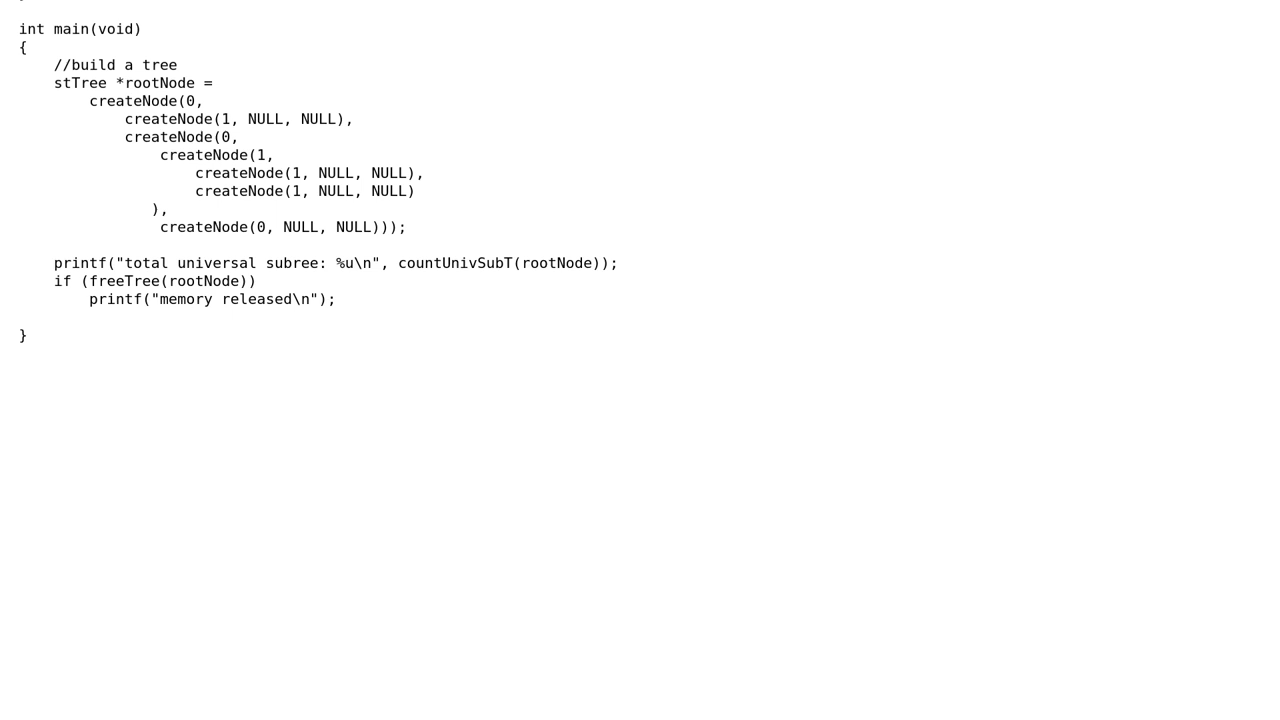 int main(void)
{
    //build a tree
    stTree *rootNode =
        createNode(0,
            createNode(1, NULL, NULL),
            createNode(0,
                createNode(1,
                    createNode(1, NULL, NULL),
                    createNode(1, NULL, NULL)
               ),
                createNode(0, NULL, NULL)));

    printf("total universal subree: %u\n", countUnivSubT(rootNode));
    if (freeTree(rootNode))
        printf("memory released\n");

}